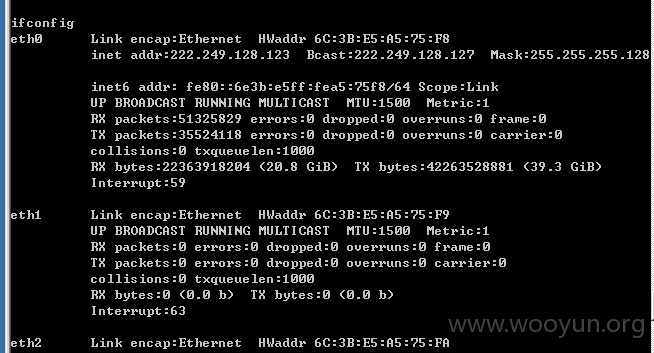 ifconfig
eth0 Link encap:Ethernet HWaddr 6C:3B:E5:A5:75:F8
inet addr:222.249.128.123 Bcast:222.249.128.127 Mask:255.255.255.128
inet6 addr: fe80::6e3b:e5ff:fea5:75f8/64 Scope:Link
UP BROADCAST RUNNING MULTICAST MTU:1500 Metric:1
RX packets:51325829 errors:0 dropped:0 overruns:0 frame:0
TX packets:35524118 errors:0 dropped:0 overruns:0 carrier:0
collisions:0 txqueuelen:1000
RX bytes:22363918204 (20.8 GiB) TX bytes:42263528881 (39.3 GiB)
Interrupt:59
eth1 Link encap:Ethernet HWaddr 6C:3B:E5:A5:75:F9
UP BROADCAST RUNNING MULTICAST MTU:1500 Metric:1
RX packets:0 errors:0 dropped:0 overruns:0 frame:0
TX packets:0 errors:0 dropped:0 overruns:0 carrier:0
collisions:0 txqueuelen:1000
RX bytes:0 (0.0 b) TX bytes:0 (0.0 b)
Interrupt:63
eth2 Link encap:Ethernet HWaddr 6C:3B:E5:A5:75:FA
www.wooyun.org